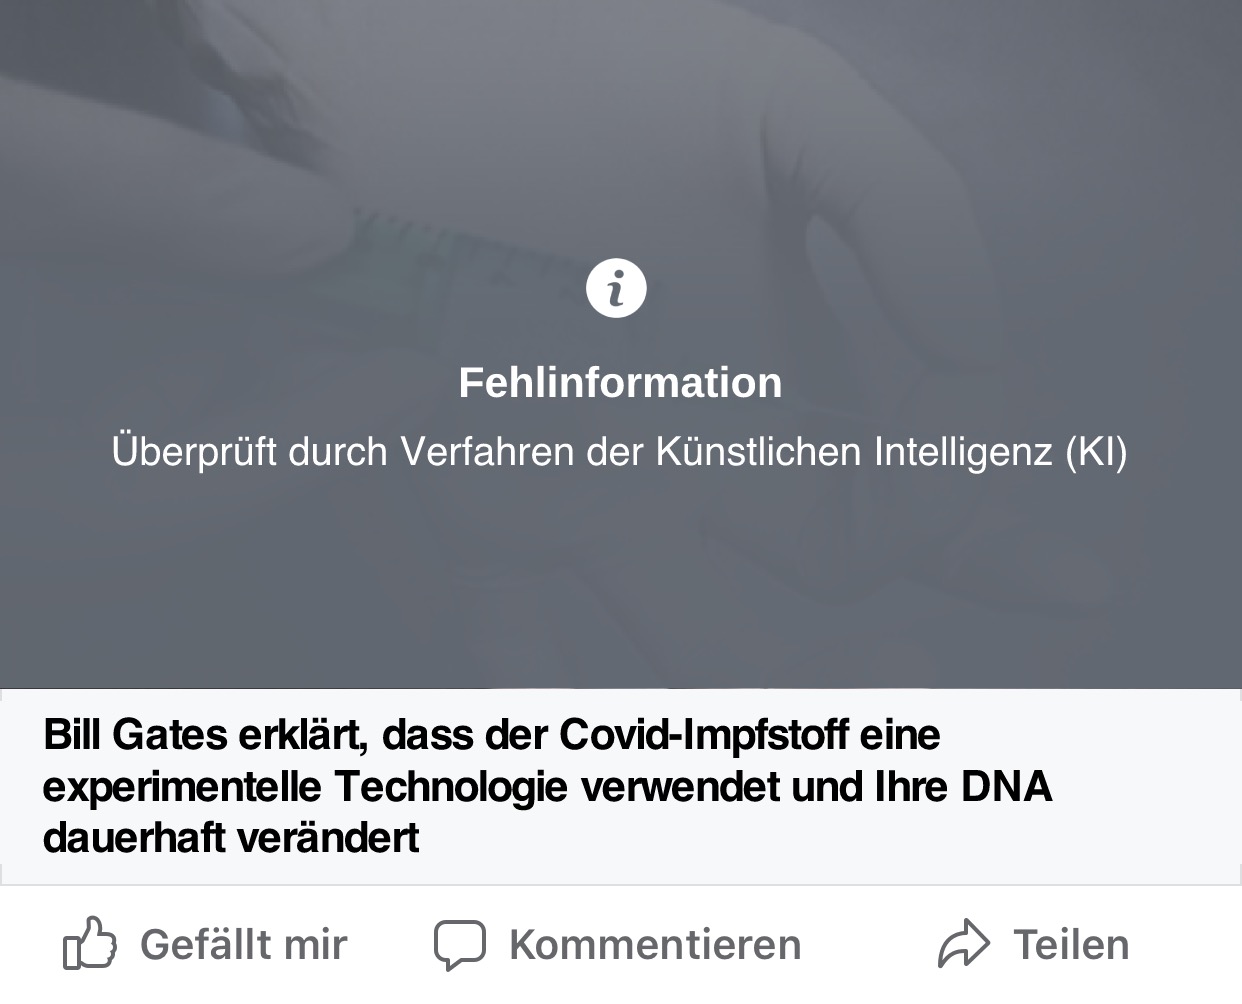 Fehlinformation
Überprüft durch Verfahren der Künstlichen Intelligenz (KI)
Bill Gates erklärt, dass der Covid-Impfstoff eine
experimentelle Technologie verwendet und Ihre DNA
dauerhaft verändert
Gefällt mir Kommentieren Teilen